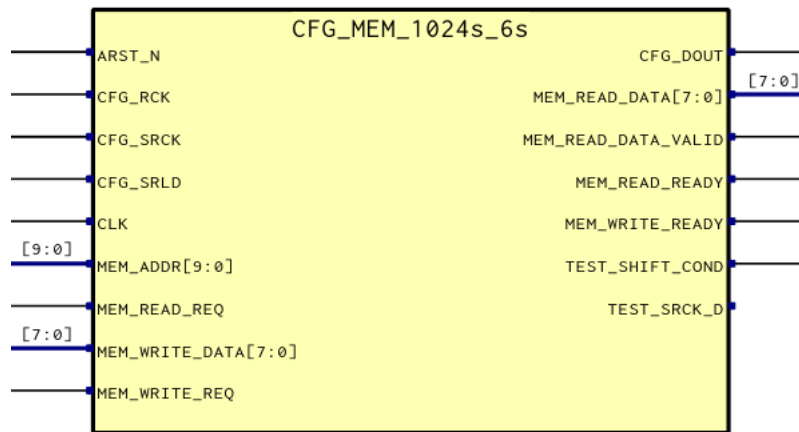 CFG_MEM_1024s_6s
ARST_N
CFG_DOUT
[7:0]
CFG_RCK
MEM_READ_DATA[7:0]
CFG_SRCK
MEM_READ_DATA_VALID
CFG_SRLD
MEM_READ_READY
CLK
MEM_WRITE_READY
[9:0]
MEM_ADDR[9:0]
TEST_SHIFT_COND
MEM_READ_REQ
TEST_SRCK_D
[7:0]
MEM_WRITE_DATA[7:0]
MEM_WRITE_REQ